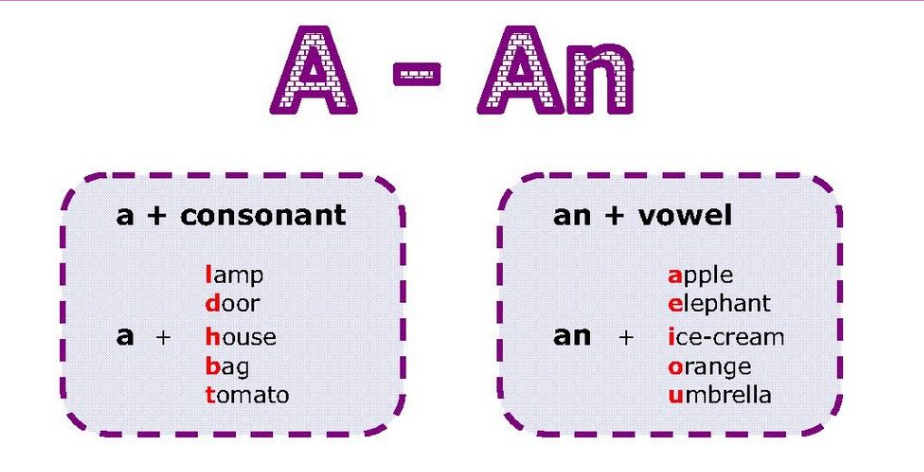 A - An
a + consonant
lamp
door
a + house
bag
tomato
an + vowel
apple
elephant
an + ice-cream
orange
umbrella